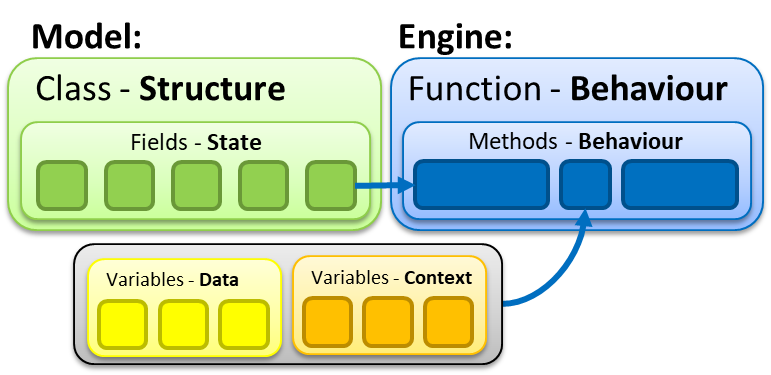 Model:
Engine:
Class - Structure
Function - Behaviour
Fields - State
Methods - Behaviour
Variables - Data
Variables - Context